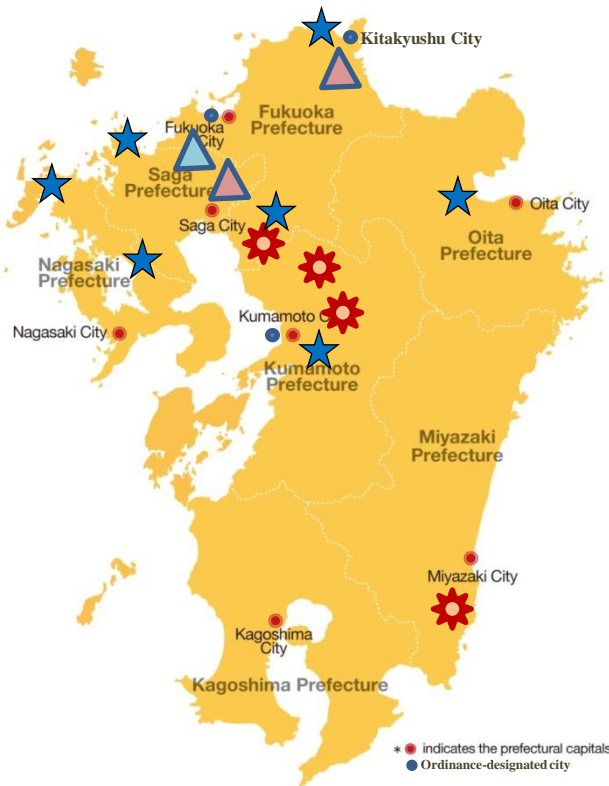 Kitakyushu City
Fukuoka
Prefecture
Fukuoka
City
Saga
Prefecture
Saga City
Oita City
Oita
Prefecture
Nagasaki
Prefecture
Nagasaki City
Kumamoto
Kumamoto
Prefecture
Miyazaki
Prefecture
Miyazaki City
Kagoshima
City
Kagoshima Prefecture
* indicates the prefectural capitals
Ordinance-designated city